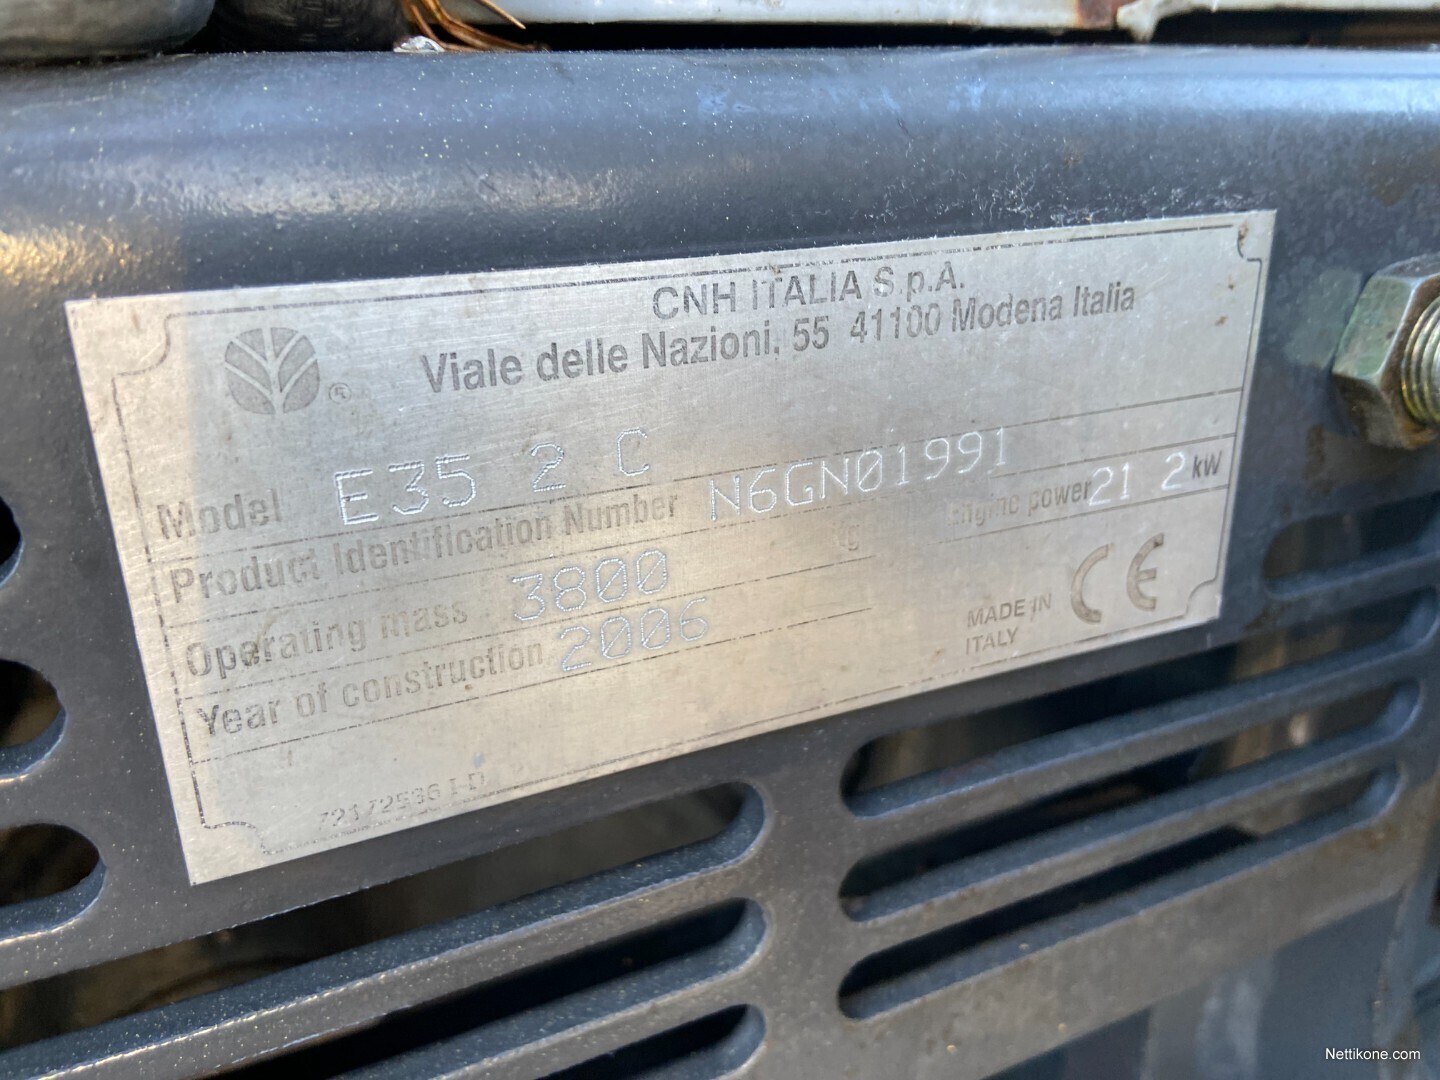 CNH ITALIA S.p.A.
Viale delle Nazioni, 55 41100 Modena Italia
®
Model E35 2 C
Product Identification Number N6GN01991
Operating mass 3800 kg Engine power 21 2 kW
Year of construction 2006
MADE IN
ITALY
CE
Nettikone.com